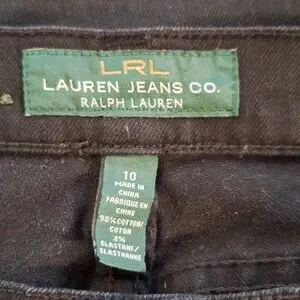 LRL
LAUREN JEANS CO.
RALPH LAUREN
10
MADE IN
CHINA
FABRIQUE EN
CHINE
98%COTTON/
COTON
2%
ELASTANE/
ELASTHANNE